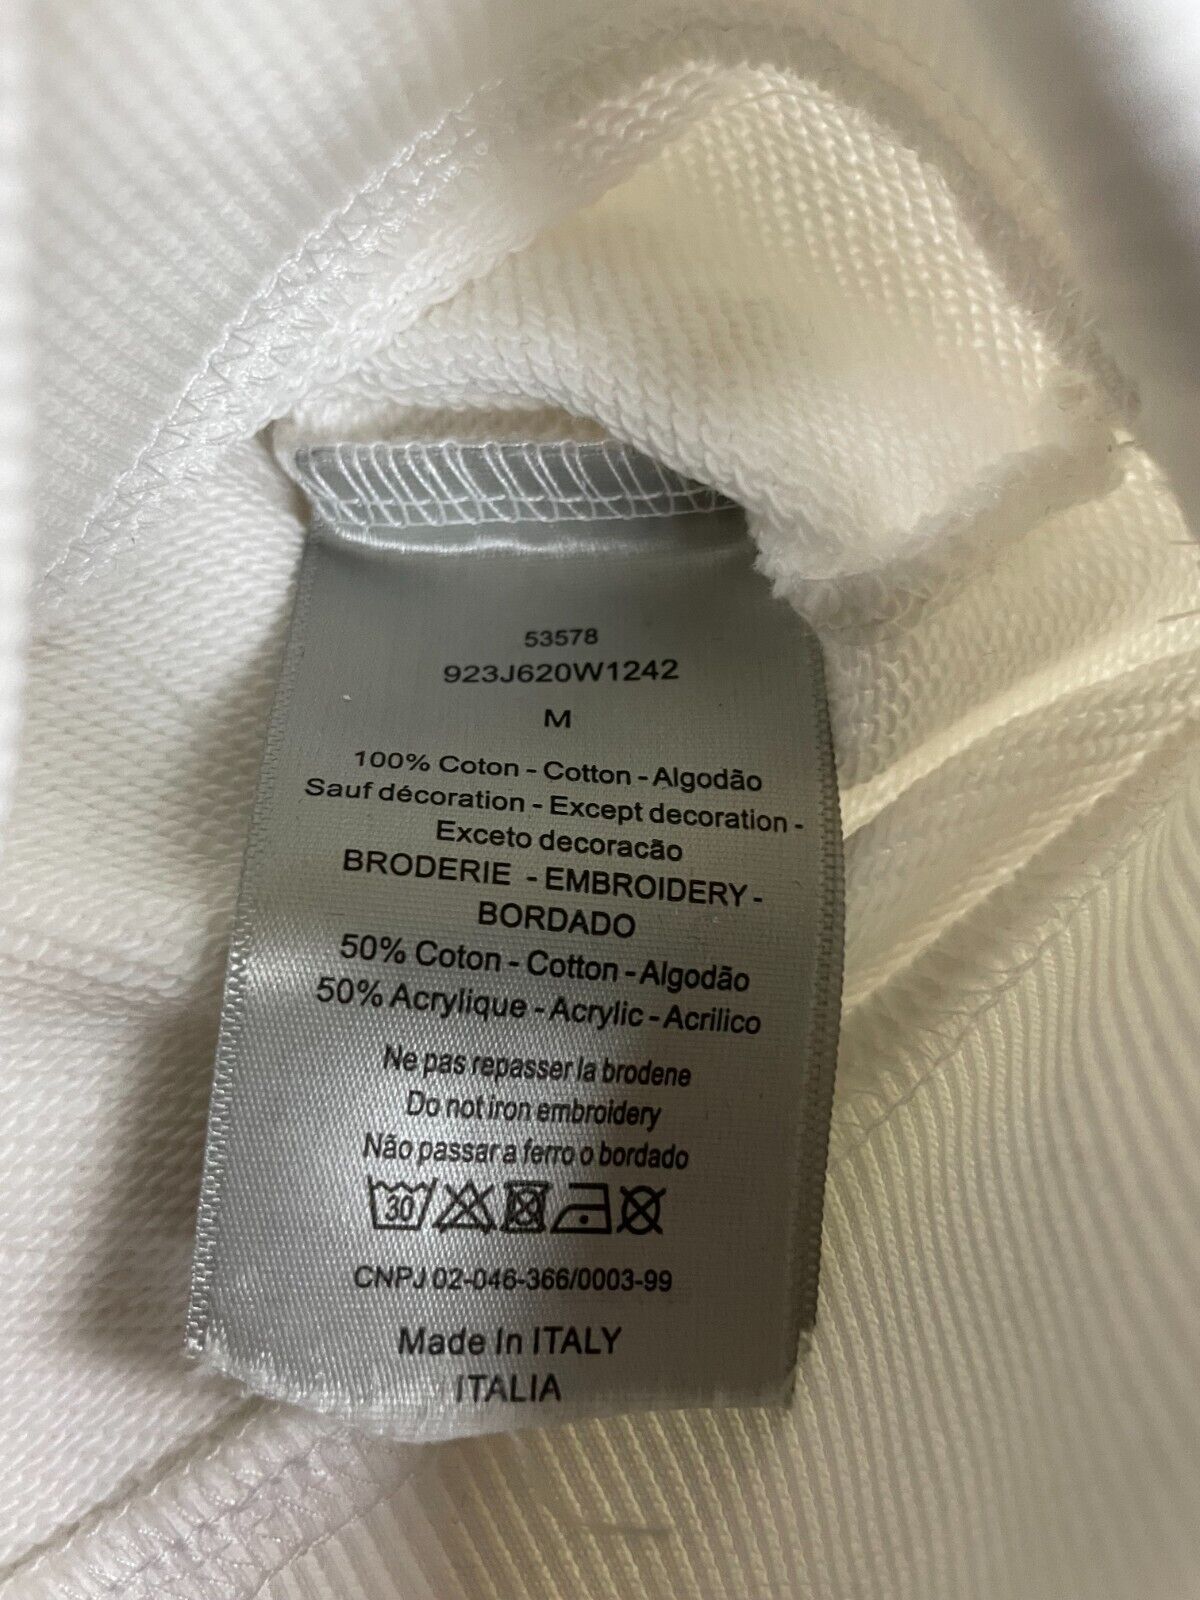 53578
923J620W1242
M
100% Coton - Cotton - Algodão
Sauf décoration - Except decoration -
Exceto decoracão
BRODERIE - EMBROIDERY -
BORDADO
50% Coton - Cotton - Algodão
50% Acrylique - Acrylic - Acrilico
Ne pas repasser la brodene
Do not iron embroidery
Não passar a ferro o bordado
30
CNPJ 02-046-366/0003-99
Made In ITALY
ITALIA